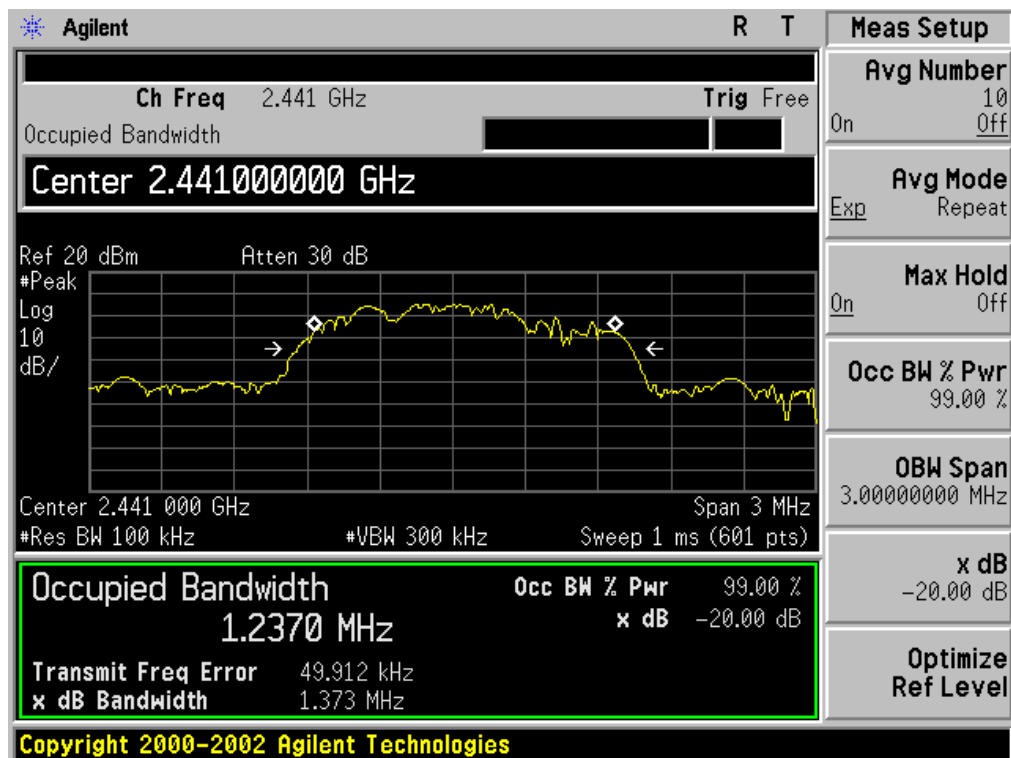 Agilent R T
Meas Setup
Ch Freq 2.441 GHz Trig Free
Occupied Bandwidth
Center 2.441000000 GHz
Ref 20 dBm Atten 30 dB
#Peak
Log
10
dB/
Center 2.441 000 GHz Span 3 MHz
#Res BW 100 kHz #VBW 300 kHz Sweep 1 ms (601 pts)
Occupied Bandwidth Occ BW % Pwr 99.00 %
1.2370 MHz x dB -20.00 dB
Transmit Freq Error 49.912 kHz
x dB Bandwidth 1.373 MHz
Avg Number
10
On Off
Avg Mode
Exp Repeat
Max Hold
On Off
Occ BW % Pwr
99.00 %
OBW Span
3.00000000 MHz
x dB
-20.00 dB
Optimize
Ref Level
Copyright 2000-2002 Agilent Technologies